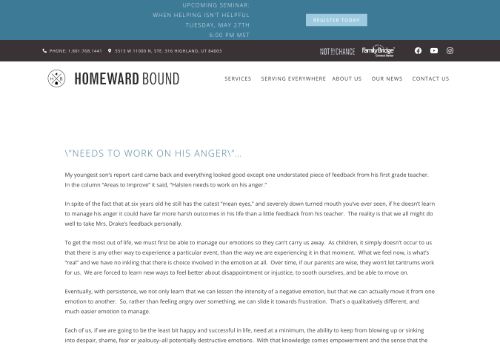 UPCOMING SEMINAR:
WHEN HELPING ISN'T HELPFUL
TUESDAY, MAY 27TH
6:00 PM MST
REGISTER TODAY
PHONE: 1.801.768.1441
5513 W 11000 N, STE. 316 HIGHLAND, UT 84003
NOT BY CHANCE
FamilyBridge
HOMEWARD BOUND
SERVICES
SERVING EVERYWHERE
ABOUT US
OUR NEWS
CONTACT US
\"NEEDS TO WORK ON HIS ANGER\"...
My youngest son's report card came back and everything looked good except one understated piece of feedback from his first grade teacher.
In the column "Areas to Improve" it said, "Halsten needs to work on his anger."
In spite of the fact that at six years old he still has the cutest "mean eyes," and severely down turned mouth you've ever seen, if he doesn't learn
to manage his anger it could have far more harsh outcomes in his life than a little feedback from his teacher. The reality is that we all might do
well to take Mrs. Drake's feedback personally.
To get the most out of life, we must first be able to manage our emotions so they can't carry us away. As children, it simply doesn't occur to us
that there is any other way to experience a particular event, than the way we are experiencing it in that moment. What we feel now, is what's
"real" and we have no inkling that there is choice involved in the emotion at all. Over time, if our parents are wise, they won't let tantrums work
for us. We are forced to learn new ways to feel better about disappointment or injustice, to sooth ourselves, and be able to move on.
Eventually, with persistence, we not only learn that we can lessen the intensity of a negative emotion, but that we can actually move it from one
emotion to another. So, rather than feeling angry over something, we can slide it towards frustration. That's a qualitatively different, and
much easier emotion to manage.
Each of us, if we are going to be the least bit happy and successful in life, need at a minimum, the ability to keep from blowing up or sinking
into despair, shame, fear or jealousy-all potentially destructive emotions. With that knowledge comes empowerment and the sense that the